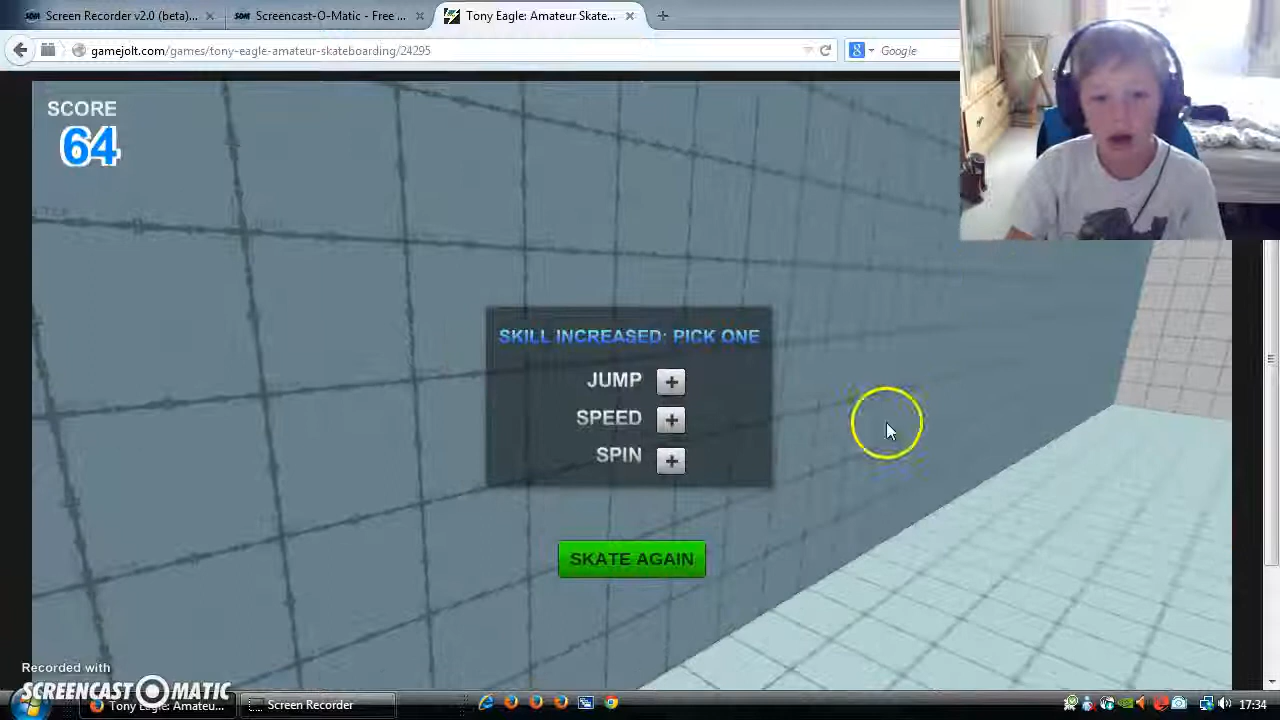 Screen Recorder v2.0 (beta)...
Screencast-O-Matic - Free ...
Tony Eagle: Amateur Skate...
gamejolt.com/games/tony-eagle-amateur-skateboarding/24295
Google
SCORE
64
SKILL INCREASED: PICK ONE
JUMP +
SPEED +
SPIN +
SKATE AGAIN
Recorded with
SCREENCAST O MATIC
Tony Eagle: Amateu...
Screen Recorder
17:34